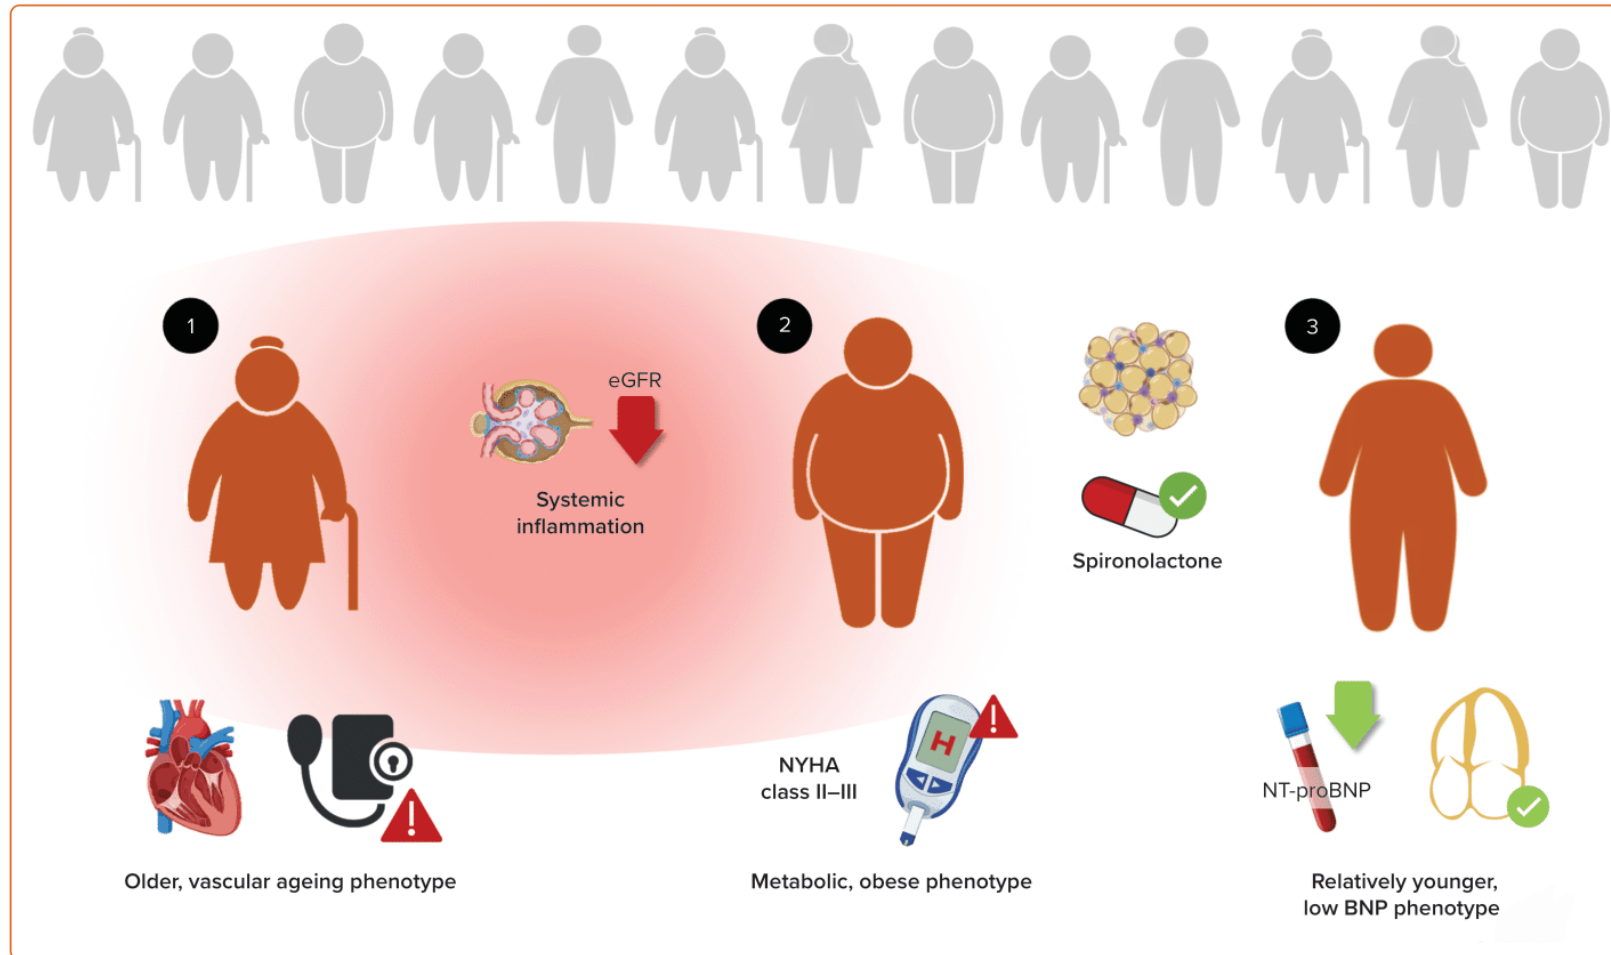 1
2
3
eGFR
Systemic
inflammation
Spironolactone
NYHA
class II–III
H
NT-proBNP
Older, vascular ageing phenotype
Metabolic, obese phenotype
Relatively younger,
low BNP phenotype